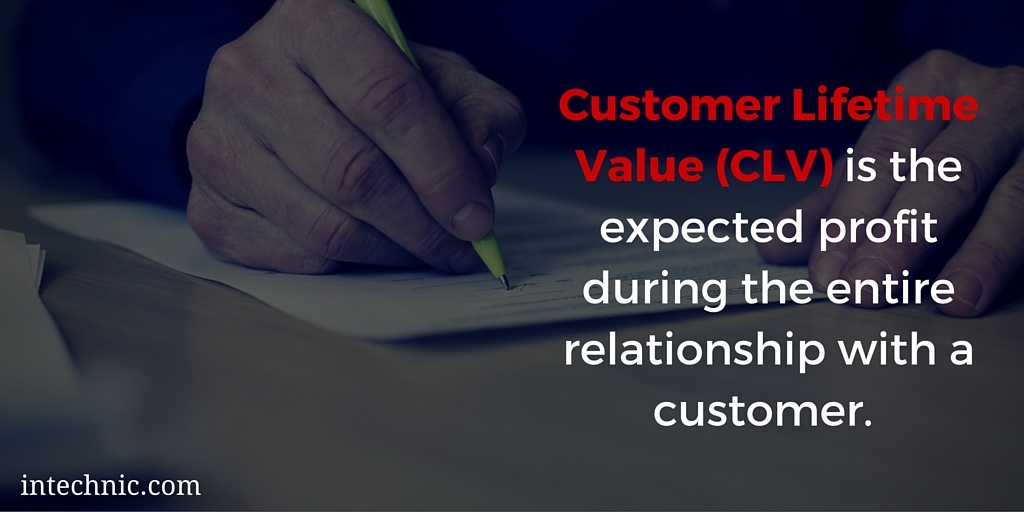 Customer Lifetime
Value (CLV) is the
expected profit
during the entire
relationship with a
customer.
intechnic.com